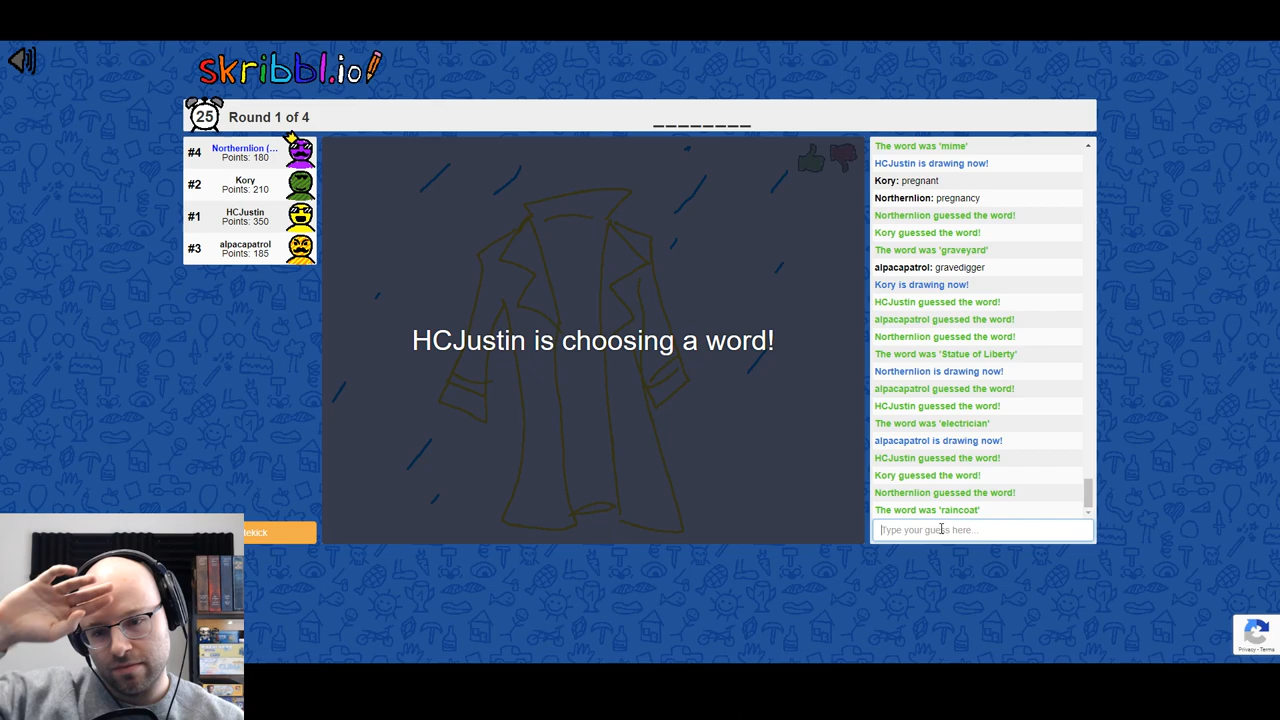 skribbl.io
25
Round 1 of 4
________
#4 Northernlion (...
Points: 180
#2 Kory
Points: 210
#1 HCJustin
Points: 350
#3 alpacapatrol
Points: 185
HCJustin is choosing a word!
The word was 'mime'
HCJustin is drawing now!
Kory: pregnant
Northernlion: pregnancy
Northernlion guessed the word!
Kory guessed the word!
The word was 'graveyard'
alpacapatrol: gravedigger
Kory is drawing now!
HCJustin guessed the word!
alpacapatrol guessed the word!
Northernlion guessed the word!
The word was 'Statue of Liberty'
Northernlion is drawing now!
alpacapatrol guessed the word!
HCJustin guessed the word!
The word was 'electrician'
alpacapatrol is drawing now!
HCJustin guessed the word!
Kory guessed the word!
Northernlion guessed the word!
The word was 'raincoat'
Type your guess here...
Privacy - Terms